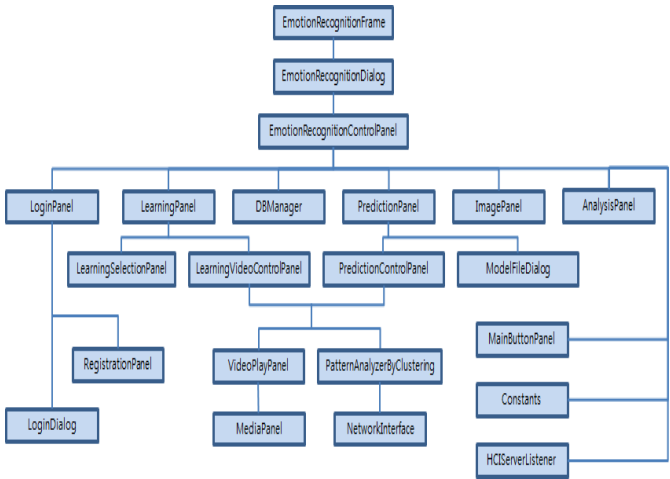 EmotionRecognitionFrame
EmotionRecognitionDialog
EmotionRecognitionControlPanel
LoginPanel
LearningPanel
DBManager
PredictionPanel
ImagePanel
AnalysisPanel
LearningSelectionPanel
LearningVideoControlPanel
PredictionControlPanel
ModelFileDialog
MainButtonPanel
RegistrationPanel
VideoPlayPanel
PatternAnalyzerByClustering
Constants
LoginDialog
MediaPanel
NetworkInterface
HCIServerListener